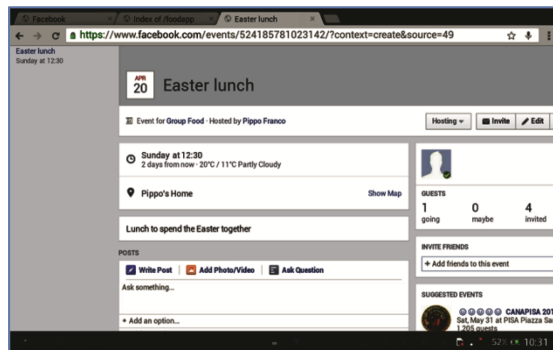 Facebook
Index of /foodapp
Easter lunch
https://www.facebook.com/events/524185781023142/?context=create&source=49
Easter lunch
Sunday at 12:30
APR
20
Easter lunch
Event for Group Food · Hosted by Pippo Franco
Hosting
Invite
Edit
Sunday at 12:30
2 days from now · 20°C / 11°C Partly Cloudy
Pippo's Home
Show Map
Lunch to spend the Easter together
GUESTS
1 0 4
going maybe invited
INVITE FRIENDS
+ Add friends to this event
POSTS
Write Post
Add Photo/Video
Ask Question
Ask something...
+ Add an option...
SUGGESTED EVENTS
CANAPISA 201
Sat, May 31 at PISA Piazza Sa
1,205 guests
52% 10:31